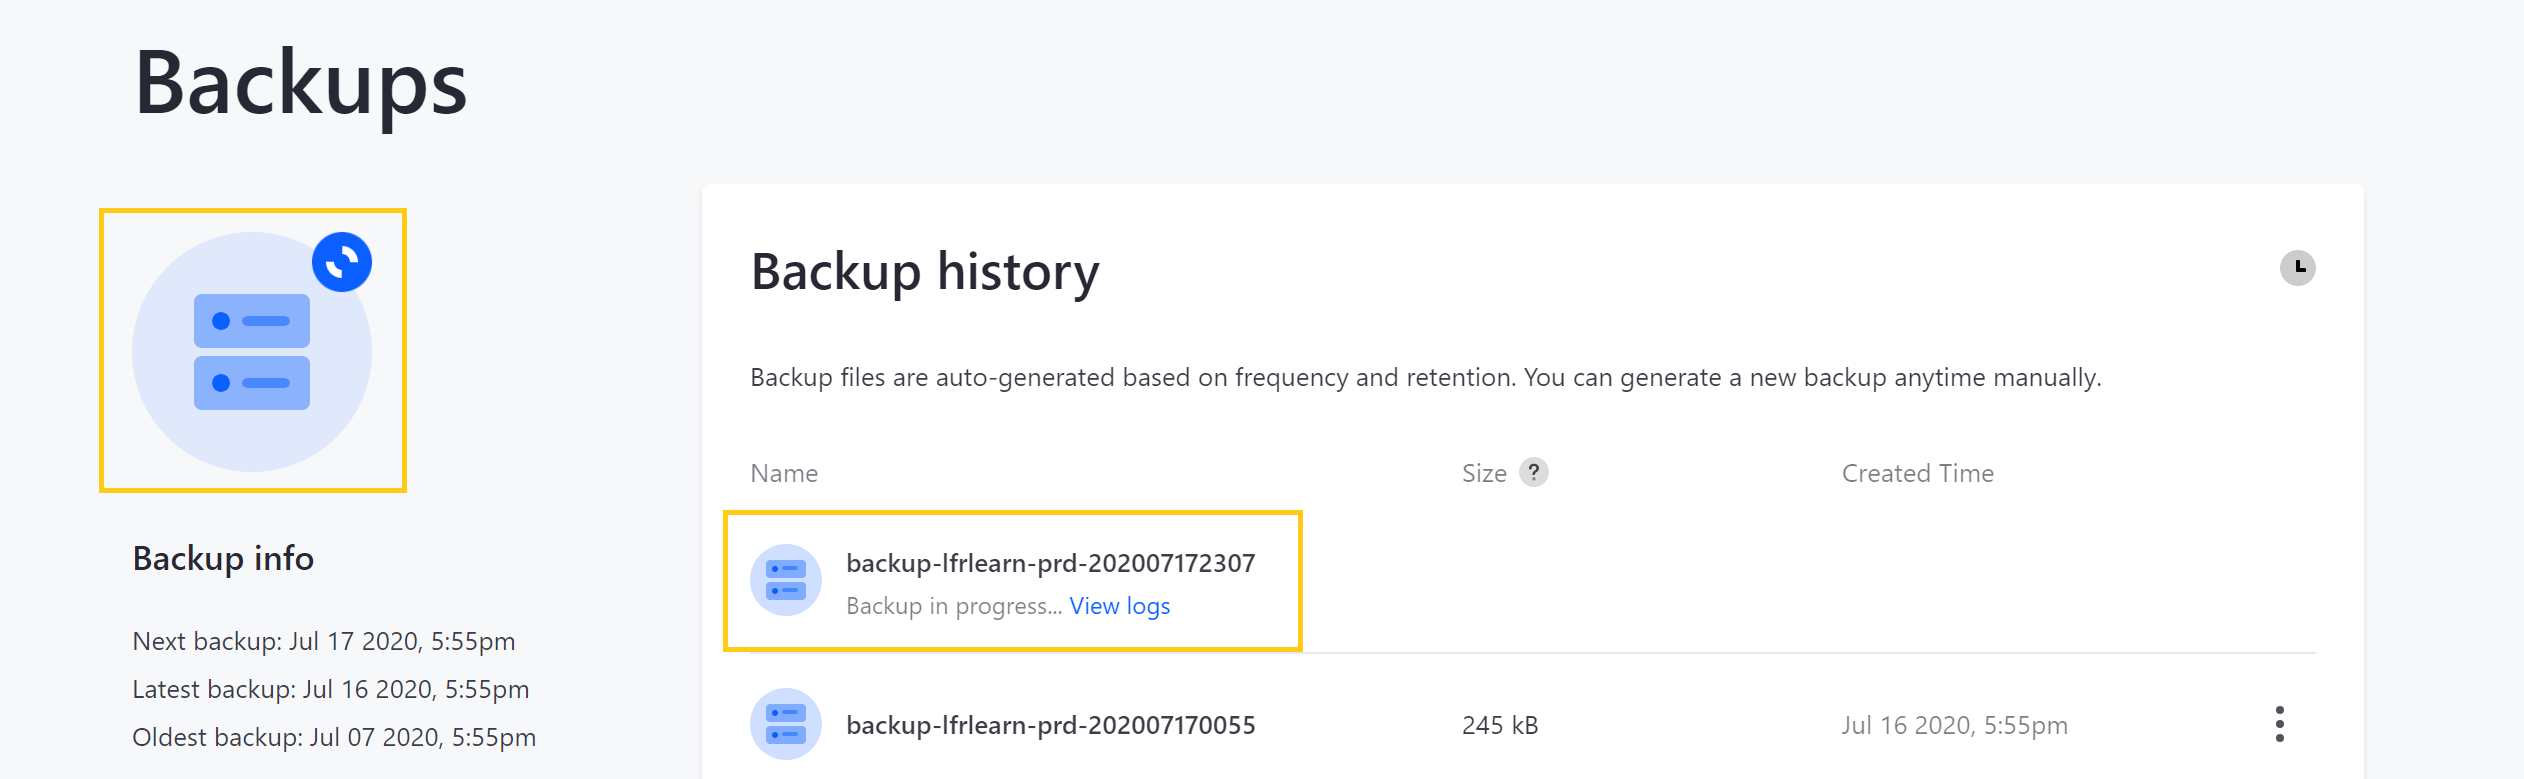 Backups
Backup info
Next backup: Jul 17 2020, 5:55pm
Latest backup: Jul 16 2020, 5:55pm
Oldest backup: Jul 07 2020, 5:55pm
Backup history
Backup files are auto-generated based on frequency and retention. You can generate a new backup anytime manually.
Name Size ? Created Time
backup-lfrlearn-prd-202007172307
Backup in progress... View logs
backup-lfrlearn-prd-202007170055 245 kB Jul 16 2020, 5:55pm